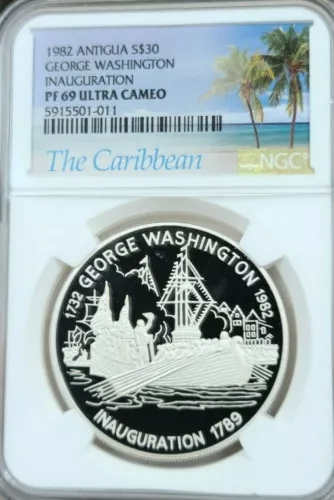 1982 ANTIGUA S$30
GEORGE WASHINGTON
INAUGURATION
PF 69 ULTRA CAMEO
5915501-011
The Caribbean
NGC
1732 GEORGE WASHINGTON 1982
INAUGURATION 1789